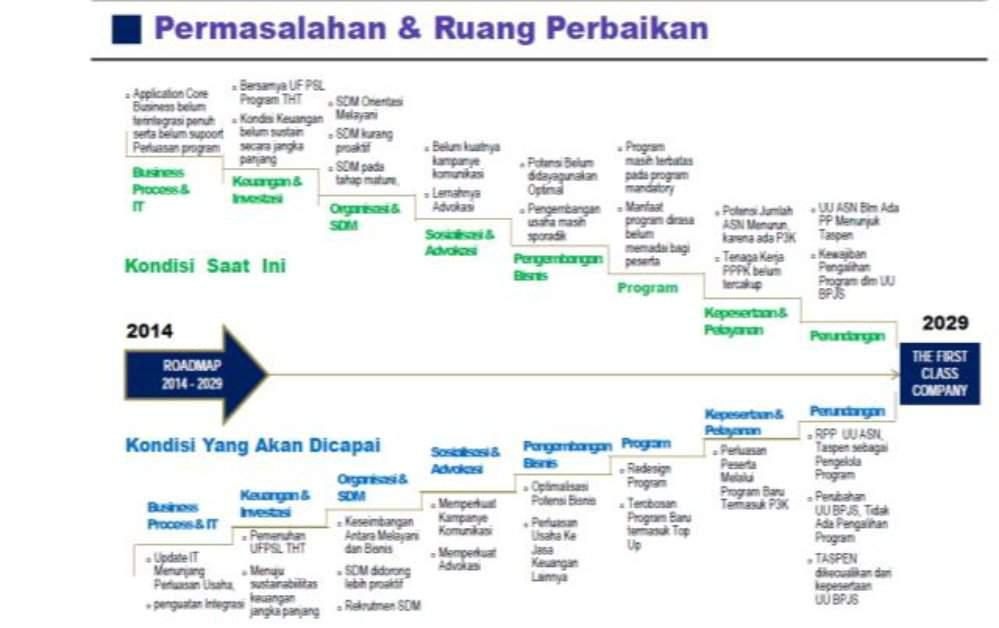 Permasalahan & Ruang Perbaikan
Application Core
Business belum
terintegrasi penuh
serta belum supoort
Perluasan program
Business
Process &
IT
Bersarnya UF PSL
Program THT
Kondisi Keuangan
belum sustain
secara jangka
panjang
Keuangan &
Investasi
SDM Orientasi
Melayani
SDM kurang
proaktif
SDM pada
tahap mature,
Organisasi &
SDM
Belum kuatnya
kampanye
komunikasi
Lemahnya
Advokasi
Sosialisasi &
Advokasi
Potensi Belum
didayagunakan
Optimal
Pengembangan
usaha masih
sporadik
Pengembangan
Bisnis
Program
masih terbatas
pada program
mandatory
Manfaat
program dirasa
belum
memadai bagi
peserta
Program
Potensi Jumlah
ASN Menurun,
karena ada P3K
Tenaga Kerja
PPPK belum
tercakup
Kepesertaan &
Pelayanan
UU ASN Blm Ada
PP Menunjuk
Taspen
Kewajiban
Pengalihan
Program dlm UU
BPJS
Perundangan
Kondisi Saat Ini
2014
ROADMAP
2014 - 2029
2029
THE FIRST
CLASS
COMPANY
Kondisi Yang Akan Dicapai
Business
Process & IT
Update IT
Menunjang
Perluasan Usaha,
penguatan Integrasi
Keuangan &
Investasi
Pemenuhan
UFPSL THT
Menuju
sustainabilitas
keuangan
jangka panjang
Organisasi &
SDM
Keseimbangan
Antara Melayani
dan Bisnis
SDM didorong
lebih proaktif
Rekrutmen SDM
Sosialisasi &
Advokasi
Memperkuat
Kampanye
Komunikasi
Memperkuat
Advokasi
Pengembangan
Bisnis
Optimalisasi
Potensi Bisnis
Perluasan
Usaha Ke
Jasa
Keuangan
Lainnya
Program
Redesign
Program
Terobosan
Program Baru
termasuk Top
Up
Kepesertaan &
Pelayanan
Perluasan
Peserta
Melalui
Program Baru
Termasuk P3K
Perundangan
RPP UU ASN,
Taspen sebagai
Pengelola
Program
Perubahan
UU BPJS, Tidak
Ada Pengalihan
Program
TASPEN
dikecualikan dari
kepesertaan
UU BPJS